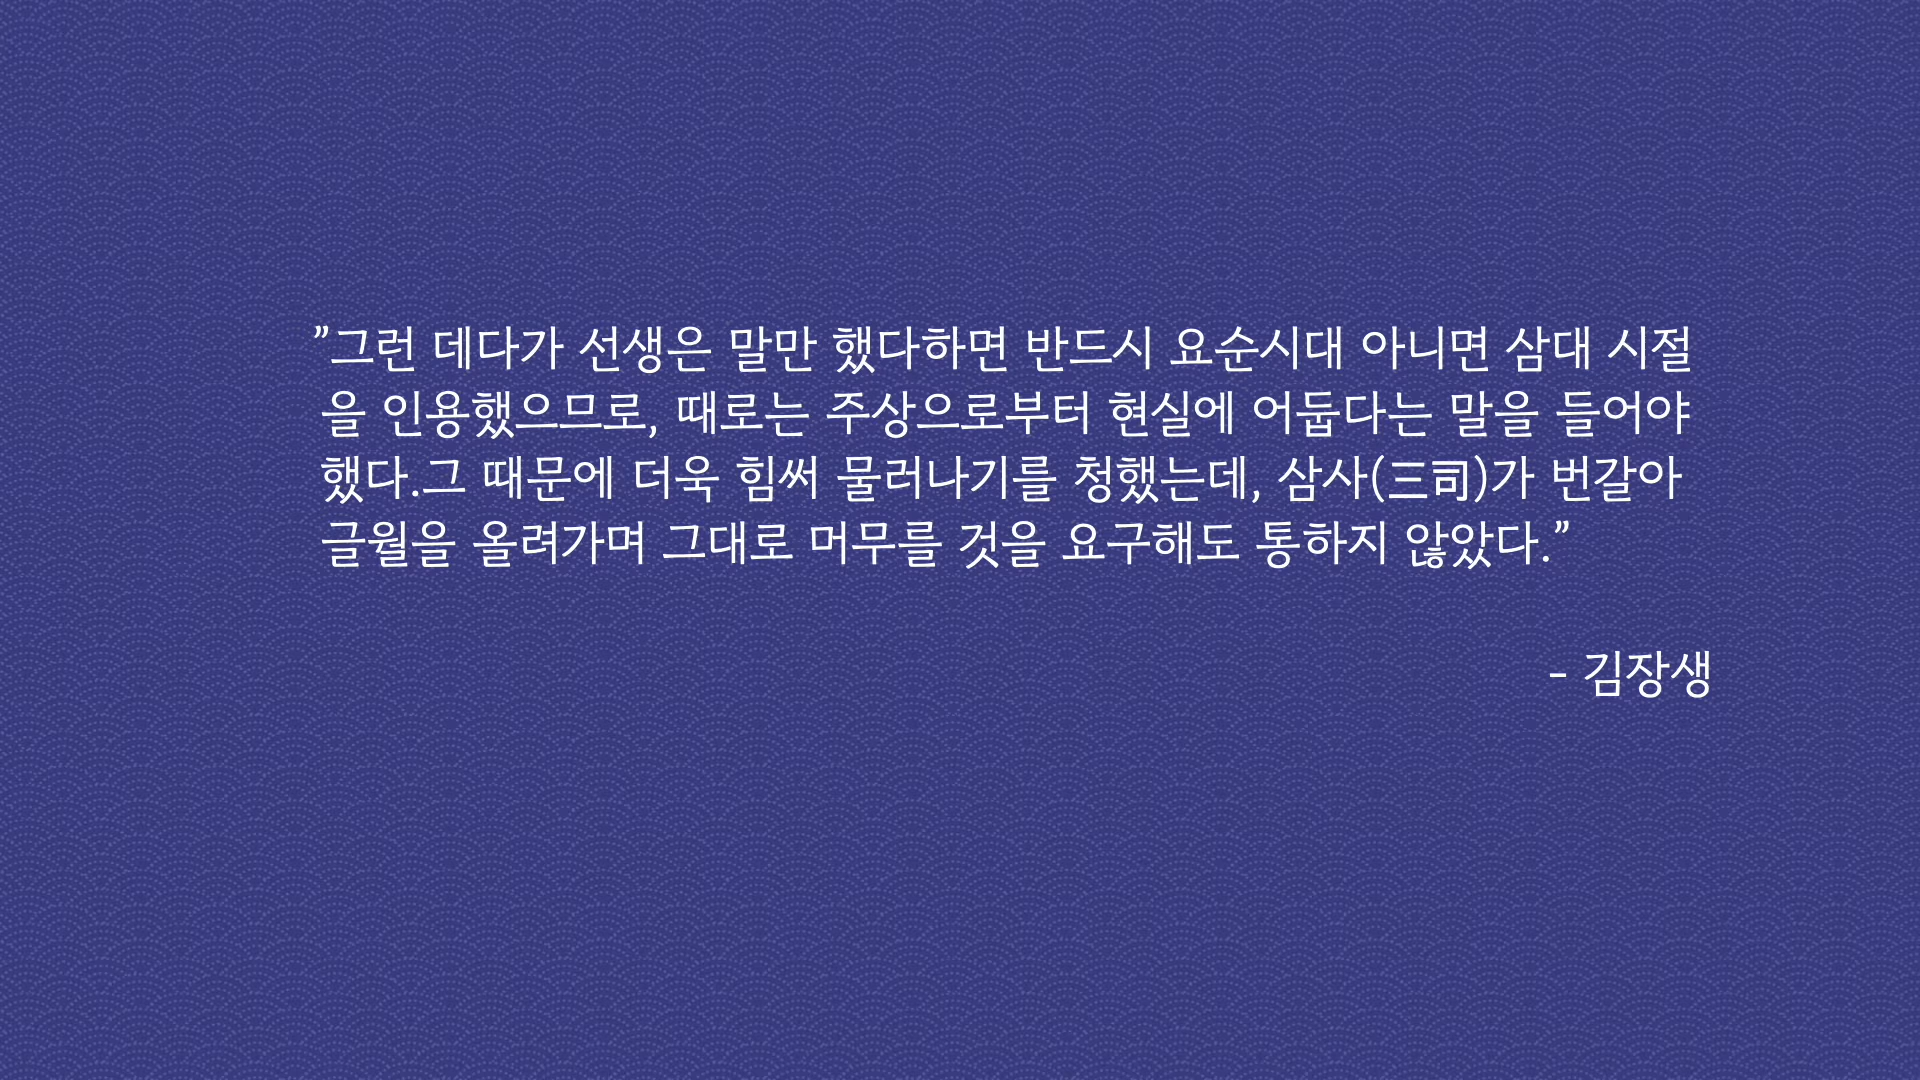 ”그런 데다가 선생은 말만 했다하면 반드시 요순시대 아니면 삼대 시절
을 인용했으므로, 때로는 주상으로부터 현실에 어둡다는 말을 들어야
했다.그 때문에 더욱 힘써 물러나기를 청했는데, 삼사(三司)가 번갈아
글월을 올려가며 그대로 머무를 것을 요구해도 통하지 않았다.”
- 김장생